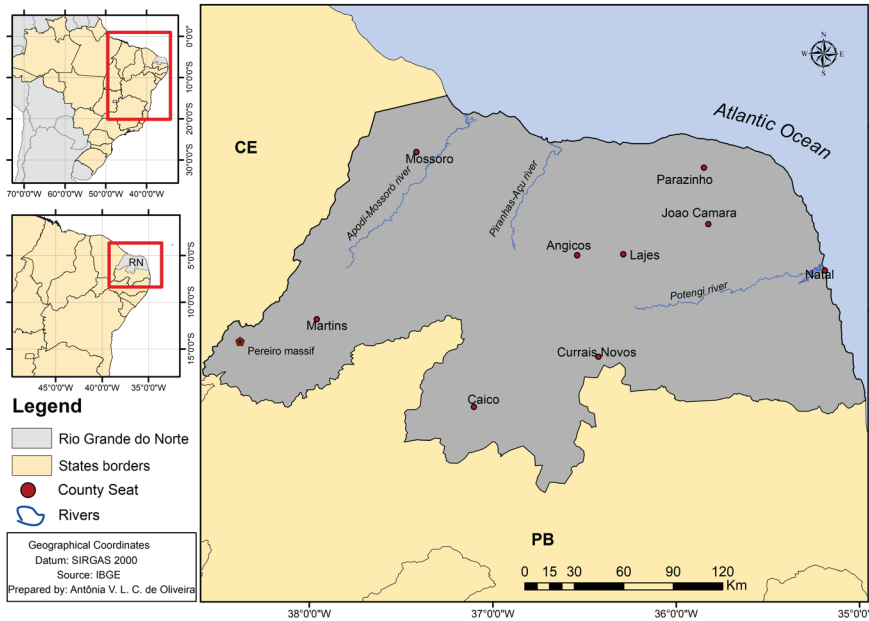 0°0'0"
10°0'0"S
20°0'0"S
30°0'0"S
70°0'0"W 60°0'0"W 50°0'0"W 40°0'0"W
RN
5°0'0"S
10°0'0"S
15°0'0"S
45°0'0"W 40°0'0"W 35°0'0"W
Legend
Rio Grande do Norte
States borders
County Seat
Rivers
Geographical Coordinates
Datum: SIRGAS 2000
Source: IBGE
Prepared by: Antônia V. L. C. de Oliveira
N
W E
S
Atlantic Ocean
CE
Mossoro
Apodi-Mossoró river
Piranhas-Açu river
Parazinho
Joao Camara
Angicos
Lajes
Natal
Potengi river
Martins
Pereiro massif
Currais Novos
Caico
PB
0 15 30 60 90 120
Km
38°0'0"W 37°0'0"W 36°0'0"W 35°0'0"W